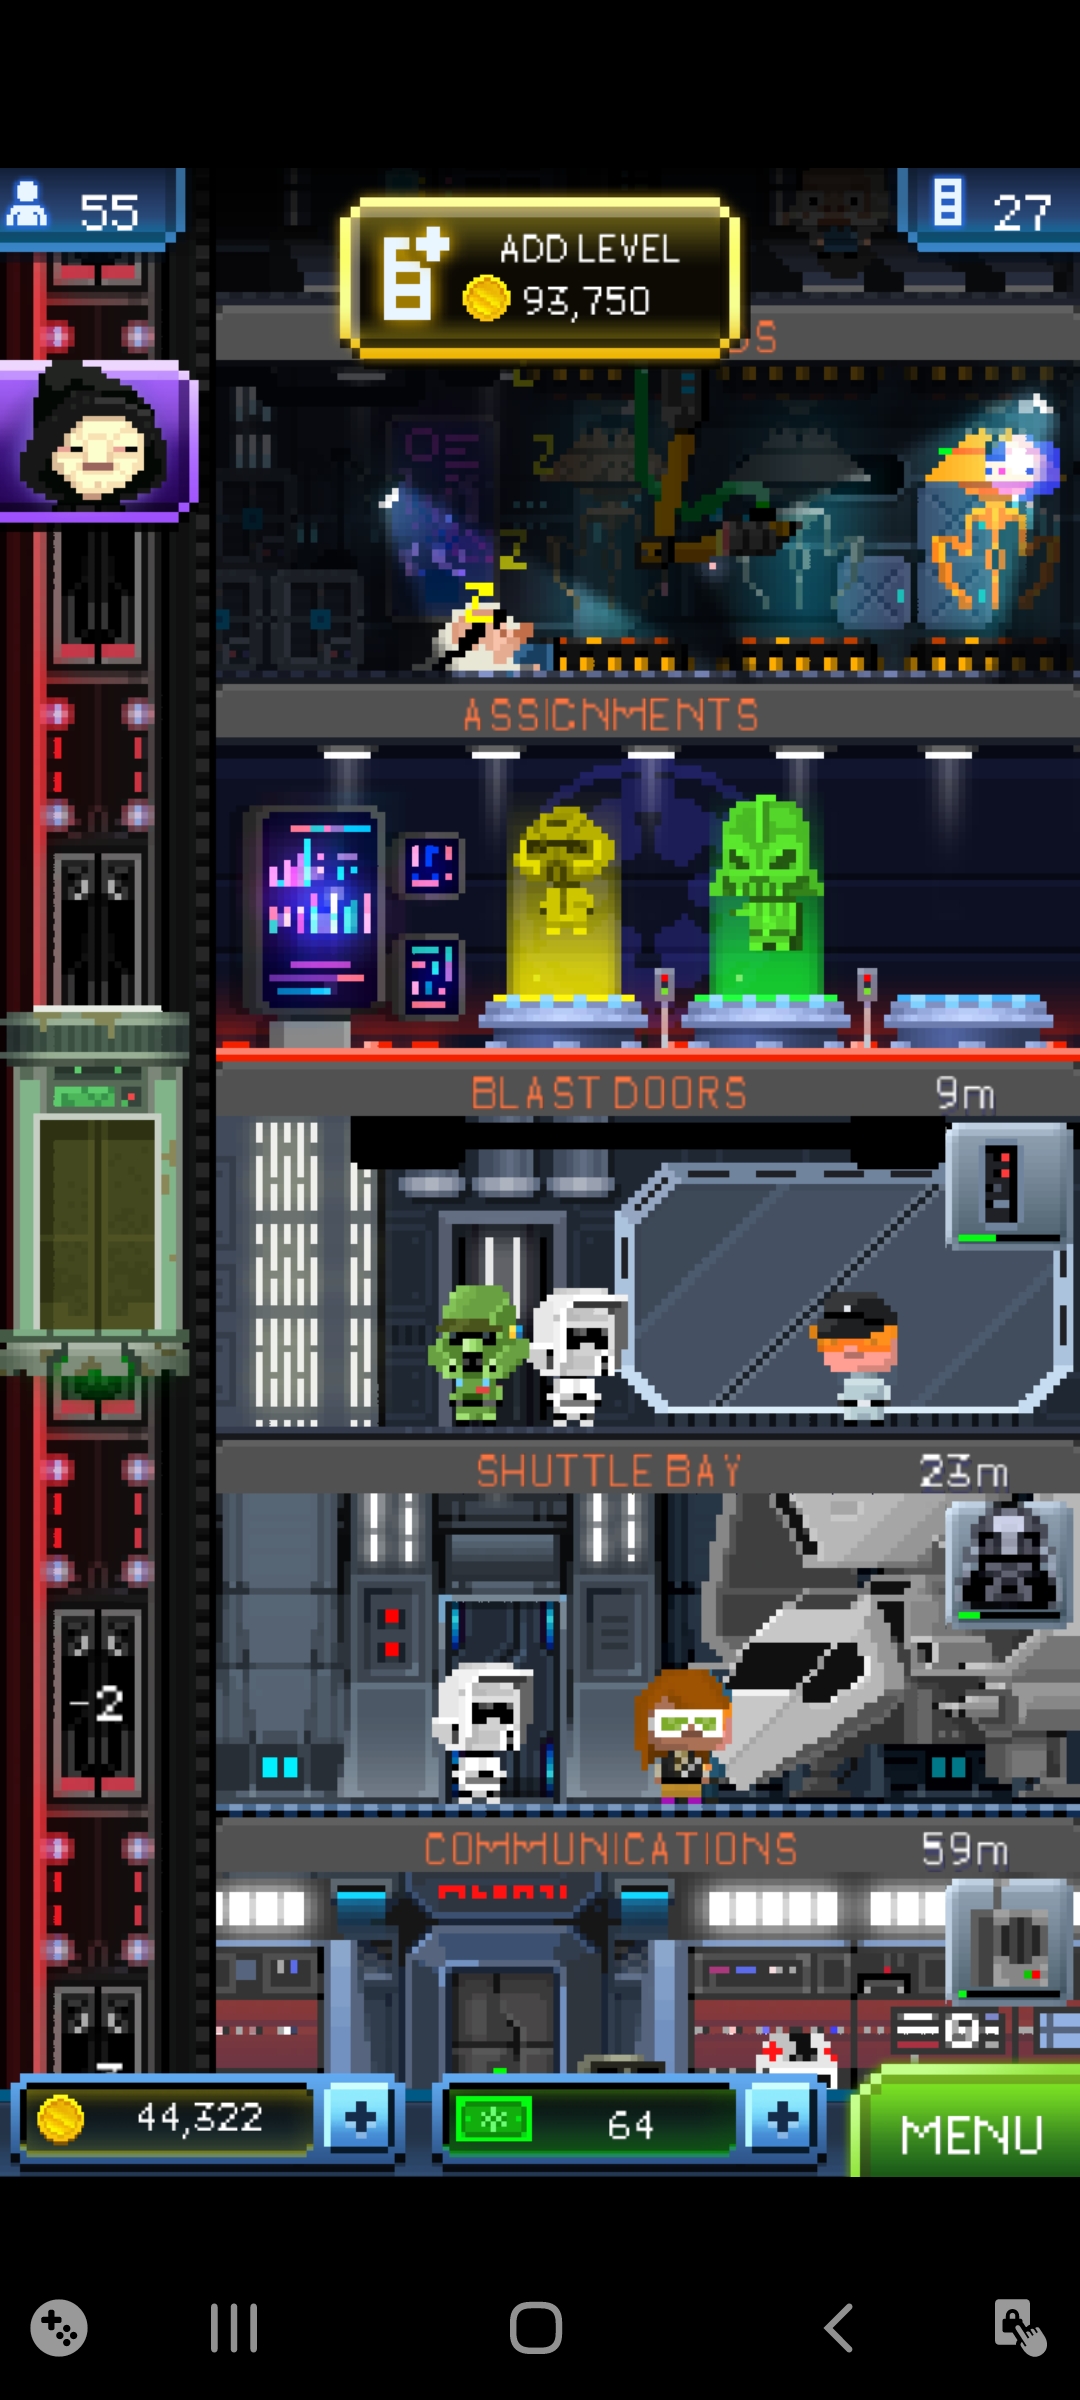 55
ADD LEVEL
93,750
27
Z
Z
Z
ASSIGNMENTS
BLAST DOORS
9m
SHUTTLE BAY
23m
-2
COMMUNICATIONS
59m
44,322
+
64
+
MENU